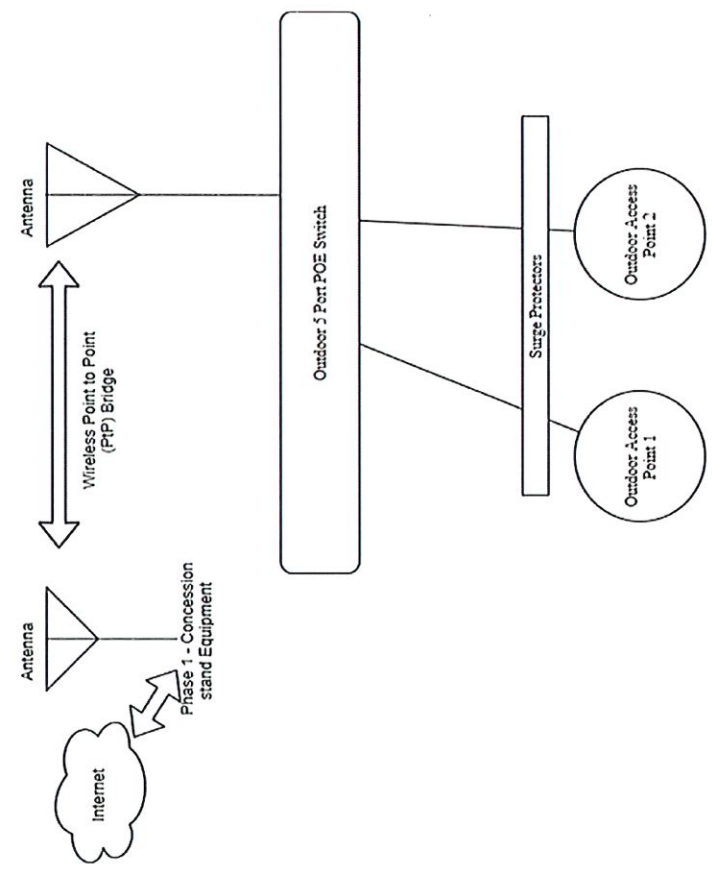 Antenna
Wireless Point to Point
(PtP) Bridge
Antenna
Internet
Phase 1 - Concession
stand Equipment
Outdoor 5 Port POE Switch
Surge Protectors
Outdoor Access
Point 1
Outdoor Access
Point 2